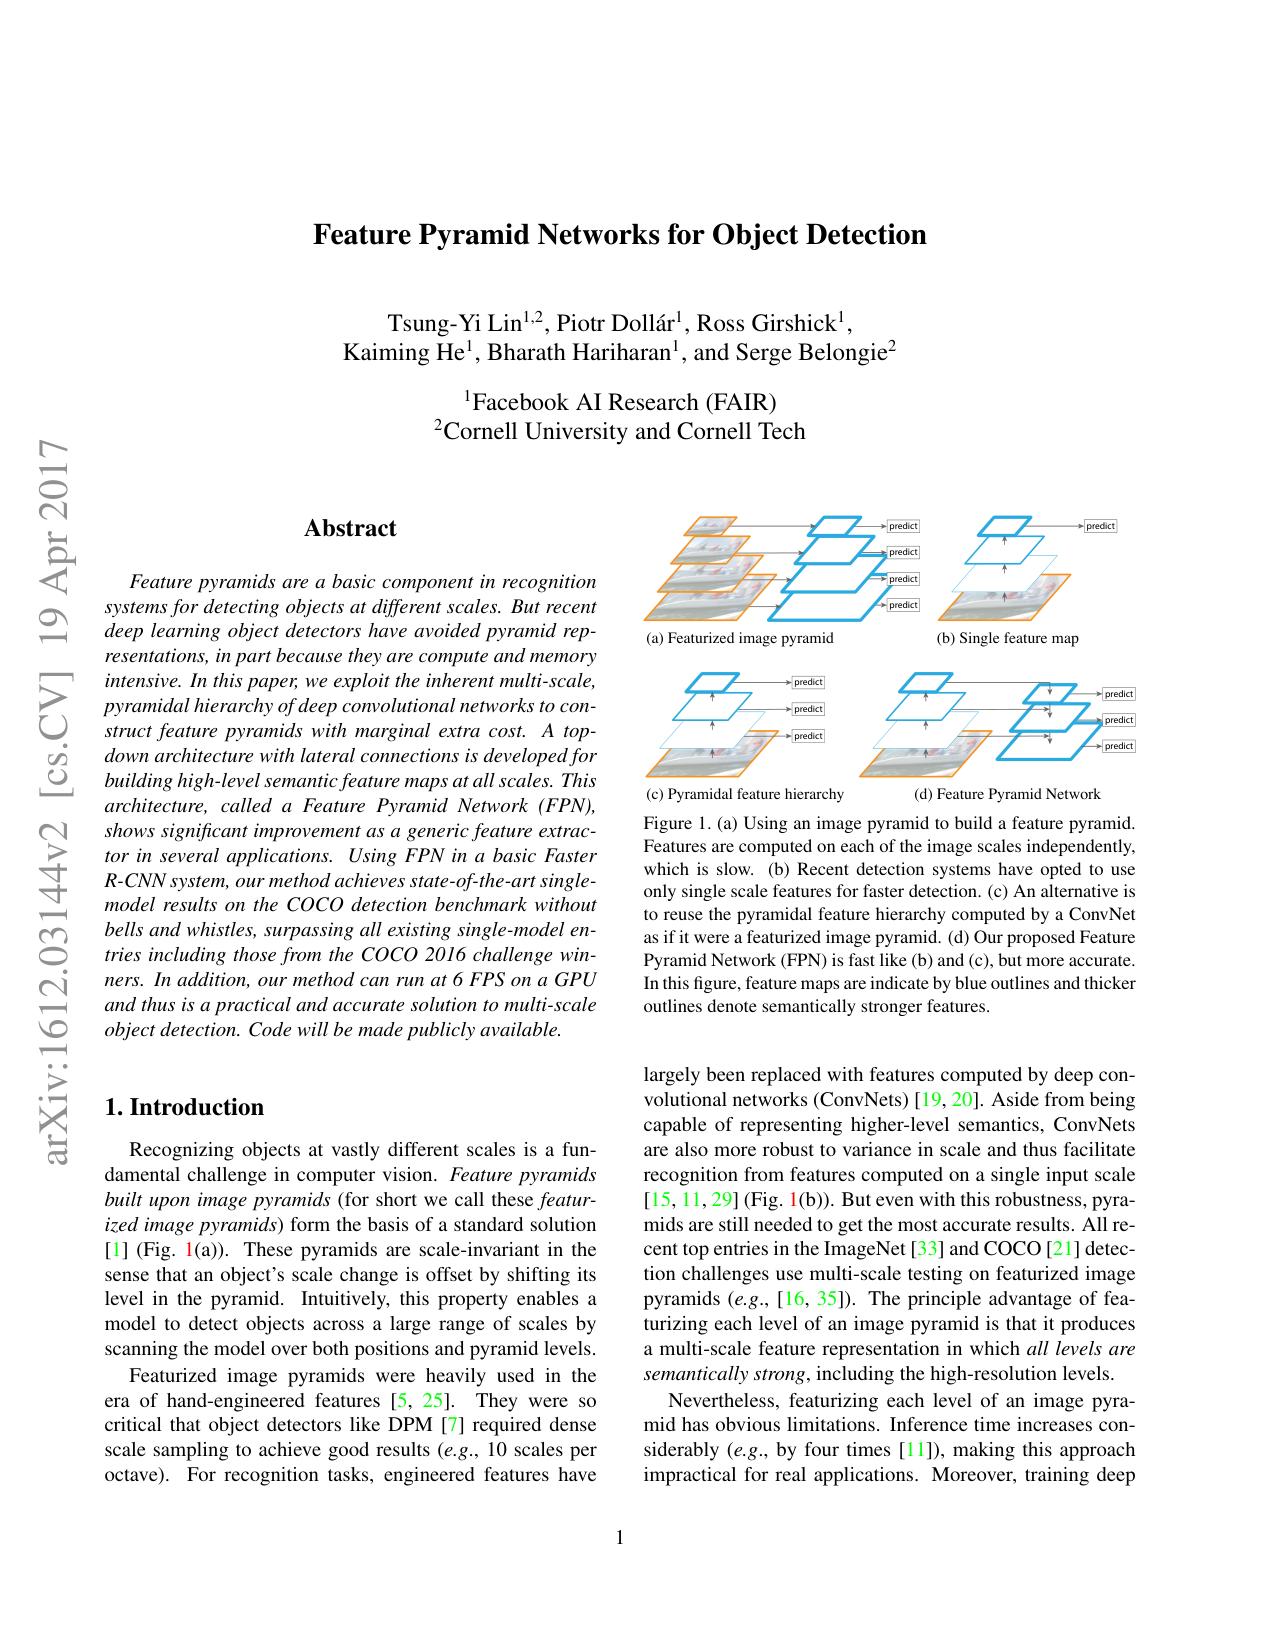 Feature Pyramid Networks for Object Detection
Tsung-Yi Lin1,2, Piotr Dollár1, Ross Girshick1,
Kaiming He1, Bharath Hariharan1, and Serge Belongie2
1Facebook AI Research (FAIR)
2Cornell University and Cornell Tech
arXiv:1612.03144v2 [cs.CV] 19 Apr 2017
Abstract
Feature pyramids are a basic component in recognition
systems for detecting objects at different scales. But recent
deep learning object detectors have avoided pyramid rep-
resentations, in part because they are compute and memory
intensive. In this paper, we exploit the inherent multi-scale,
pyramidal hierarchy of deep convolutional networks to con-
struct feature pyramids with marginal extra cost. A top-
down architecture with lateral connections is developed for
building high-level semantic feature maps at all scales. This
architecture, called a Feature Pyramid Network (FPN),
shows significant improvement as a generic feature extrac-
tor in several applications. Using FPN in a basic Faster
R-CNN system, our method achieves state-of-the-art single-
model results on the COCO detection benchmark without
bells and whistles, surpassing all existing single-model en-
tries including those from the COCO 2016 challenge win-
ners. In addition, our method can run at 6 FPS on a GPU
and thus is a practical and accurate solution to multi-scale
object detection. Code will be made publicly available.
1. Introduction
Recognizing objects at vastly different scales is a fun-
damental challenge in computer vision. Feature pyramids
built upon image pyramids (for short we call these featur-
ized image pyramids) form the basis of a standard solution
[1] (Fig. 1(a)). These pyramids are scale-invariant in the
sense that an object's scale change is offset by shifting its
level in the pyramid. Intuitively, this property enables a
model to detect objects across a large range of scales by
scanning the model over both positions and pyramid levels.
Featurized image pyramids were heavily used in the
era of hand-engineered features [5, 25]. They were so
critical that object detectors like DPM [7] required dense
scale sampling to achieve good results (e.g., 10 scales per
octave). For recognition tasks, engineered features have
predict
predict
predict
predict
(a) Featurized image pyramid
predict
(b) Single feature map
predict
predict
predict
(c) Pyramidal feature hierarchy
predict
predict
predict
(d) Feature Pyramid Network
Figure 1. (a) Using an image pyramid to build a feature pyramid.
Features are computed on each of the image scales independently,
which is slow. (b) Recent detection systems have opted to use
only single scale features for faster detection. (c) An alternative is
to reuse the pyramidal feature hierarchy computed by a ConvNet
as if it were a featurized image pyramid. (d) Our proposed Feature
Pyramid Network (FPN) is fast like (b) and (c), but more accurate.
In this figure, feature maps are indicate by blue outlines and thicker
outlines denote semantically stronger features.
largely been replaced with features computed by deep con-
volutional networks (ConvNets) [19, 20]. Aside from being
capable of representing higher-level semantics, ConvNets
are also more robust to variance in scale and thus facilitate
recognition from features computed on a single input scale
[15, 11, 29] (Fig. 1(b)). But even with this robustness, pyra-
mids are still needed to get the most accurate results. All re-
cent top entries in the ImageNet [33] and COCO [21] detec-
tion challenges use multi-scale testing on featurized image
pyramids (e.g., [16, 35]). The principle advantage of fea-
turizing each level of an image pyramid is that it produces
a multi-scale feature representation in which all levels are
semantically strong, including the high-resolution levels.
Nevertheless, featurizing each level of an image pyra-
mid has obvious limitations. Inference time increases con-
siderably (e.g., by four times [11]), making this approach
impractical for real applications. Moreover, training deep
1